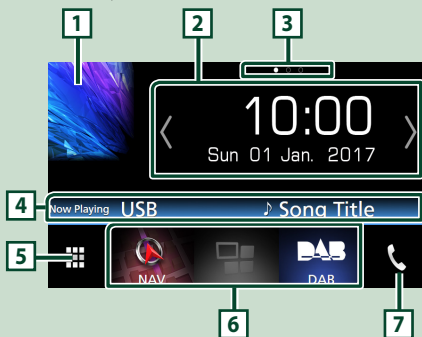 1
2
3
10:00
Sun 01 Jan. 2017
4
Now Playing USB ♪ Song Title
5
DAB
NAV DAB
6
7